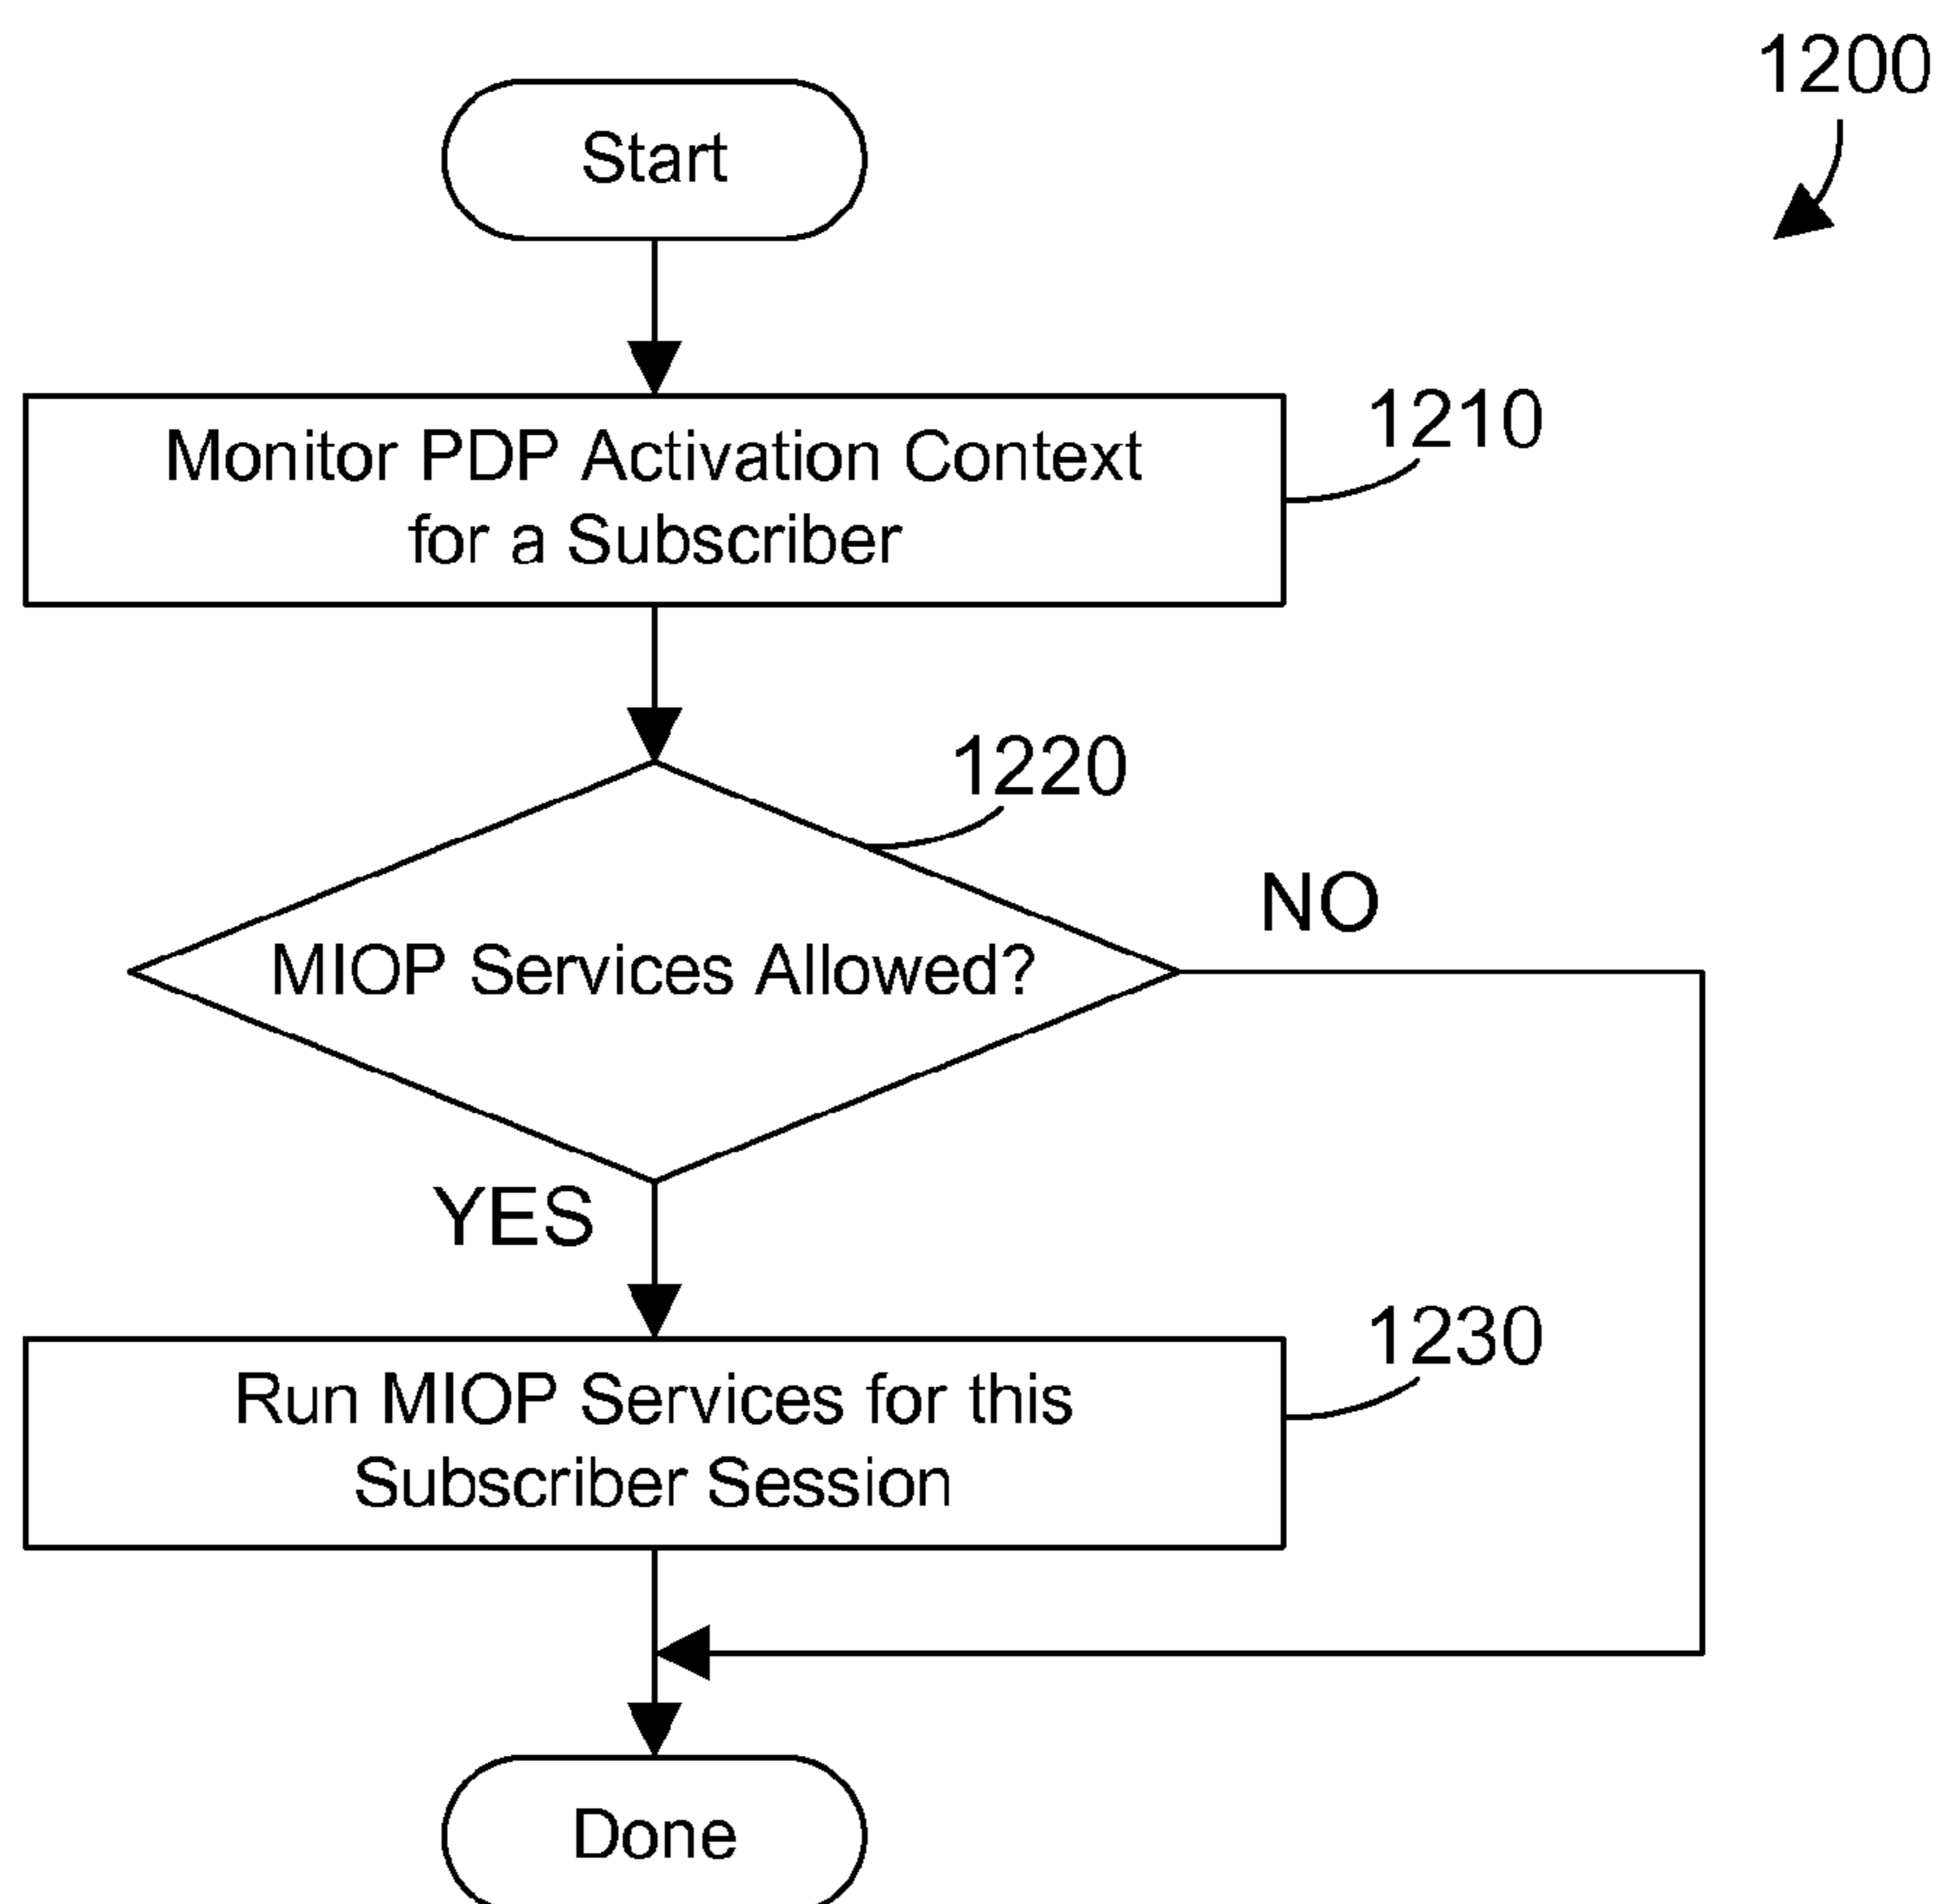 1200
Start
Monitor PDP Activation Context
for a Subscriber
1210
1220
MIOP Services Allowed?
NO
YES
Run MIOP Services for this
Subscriber Session
1230
Done